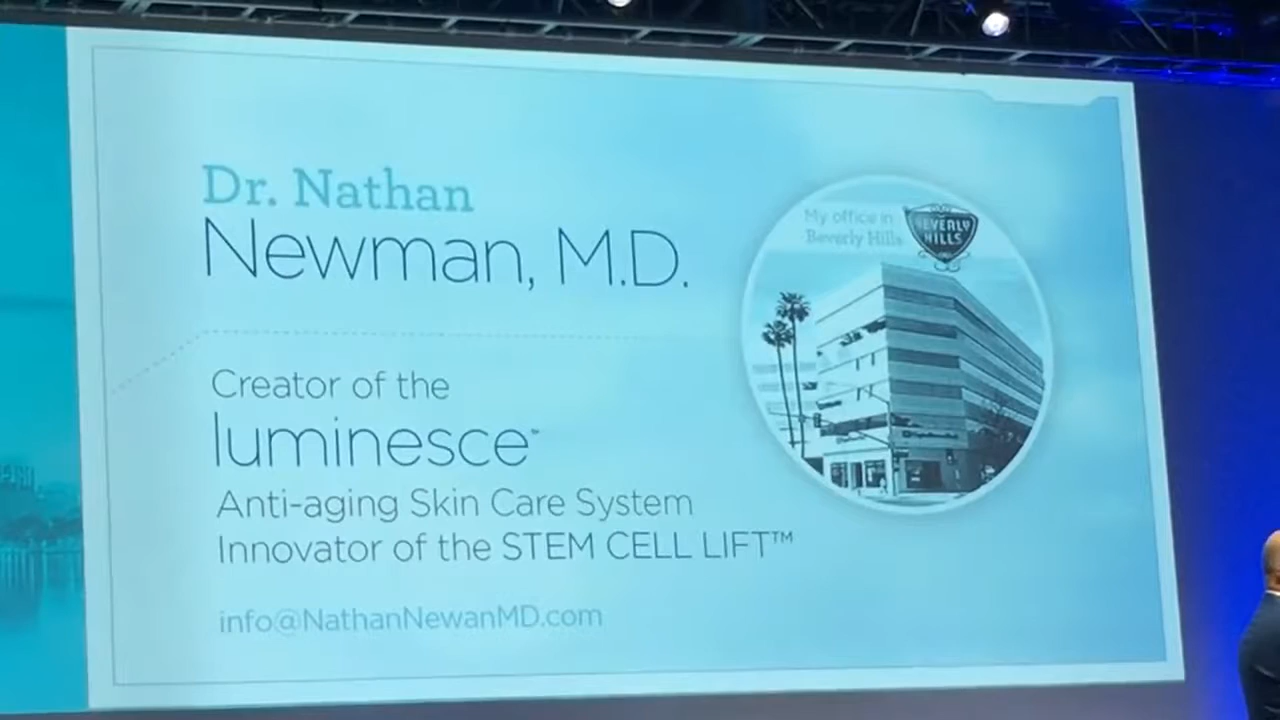 Dr. Nathan
Newman, M.D.
My office in
Beverly Hills
BEVERLY
HILLS
Creator of the
luminesce™
Anti-aging Skin Care System
Innovator of the STEM CELL LIFT™
info@NathanNewanMD.com